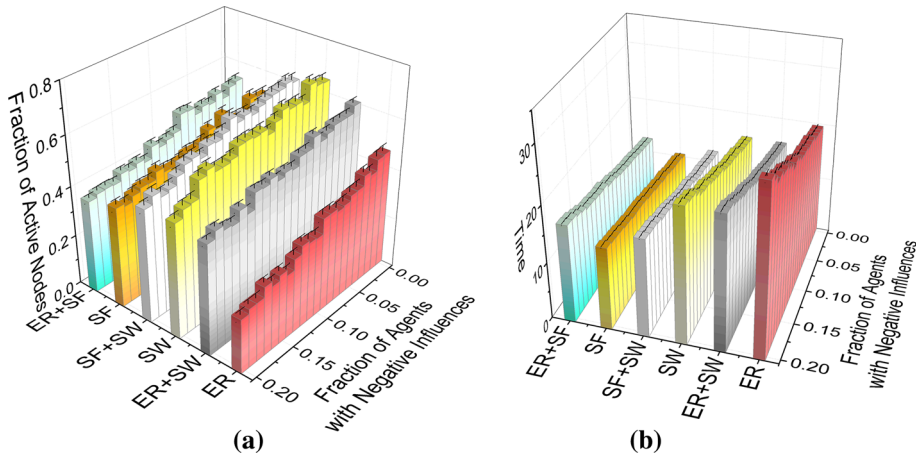 Fraction of Active Nodes
0.8
0.6
0.4
0.2
0.0
ER+SF
SF
SF+SW
SW
ER+SW
ER
0.00
0.05
0.10
0.15
0.20
Fraction of Agents
with Negative Influences
(a)
Time
30
20
10
0
ER+SF
SF
SF+SW
SW
ER+SW
ER
0.00
0.05
0.10
0.15
0.20
Fraction of Agents
with Negative Influences
(b)